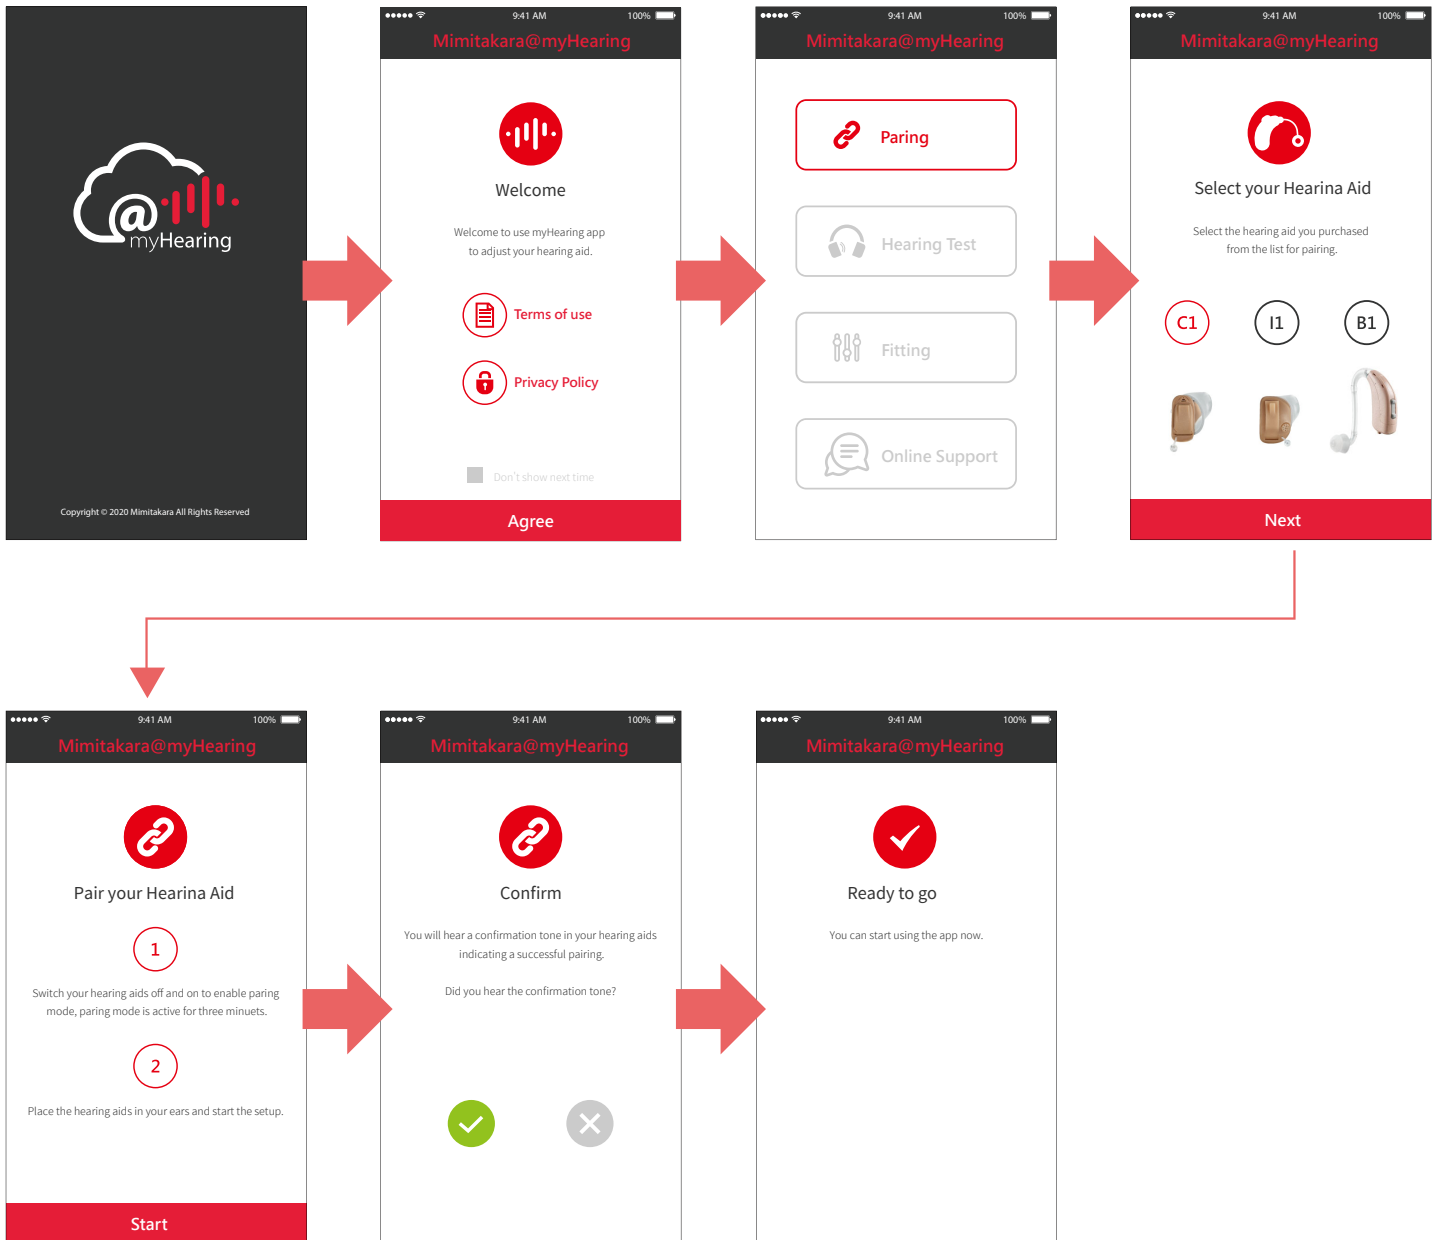 @
myHearing
Copyright © 2020 Mimitakara All Rights Reserved
9:41 AM
100%
Mimitakara@myHearing
Welcome
Welcome to use myHearing app
to adjust your hearing aid.
Terms of use
Privacy Policy
Don't show next time
Agree
9:41 AM
100%
Mimitakara@myHearing
Paring
Hearing Test
Fitting
Online Support
9:41 AM
100%
Mimitakara@myHearing
Select your Hearina Aid
Select the hearing aid you purchased
from the list for pairing.
C1
I1
B1
Next
9:41 AM
100%
Mimitakara@myHearing
Pair your Hearina Aid
1
Switch your hearing aids off and on to enable paring
mode, paring mode is active for three minuets.
2
Place the hearing aids in your ears and start the setup.
Start
9:41 AM
100%
Mimitakara@myHearing
Confirm
You will hear a confirmation tone in your hearing aids
indicating a successful pairing.
Did you hear the confirmation tone?
9:41 AM
100%
Mimitakara@myHearing
Ready to go
You can start using the app now.